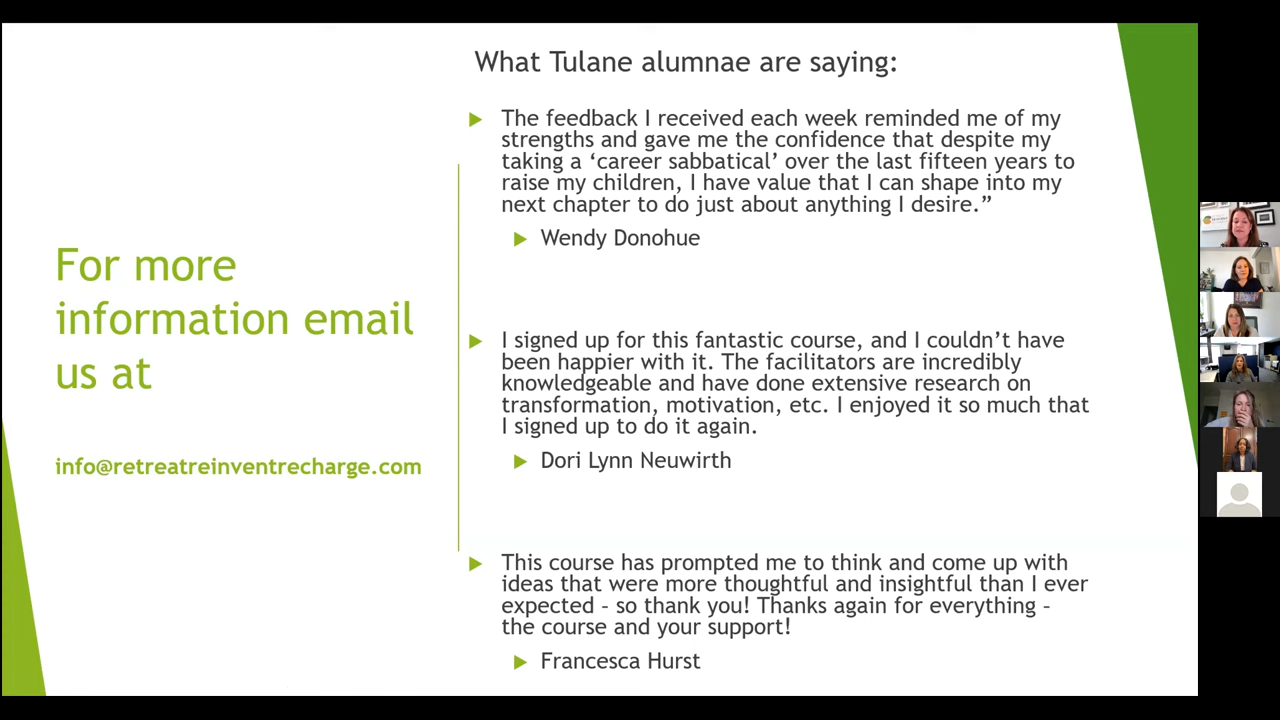 What Tulane alumnae are saying:
The feedback I received each week reminded me of my
strengths and gave me the confidence that despite my
taking a ‘career sabbatical’ over the last fifteen years to
raise my children, I have value that I can shape into my
next chapter to do just about anything I desire.”
Wendy Donohue
For more
information email
us at
info@retreatreinventrecharge.com
I signed up for this fantastic course, and I couldn’t have
been happier with it. The facilitators are incredibly
knowledgeable and have done extensive research on
transformation, motivation, etc. I enjoyed it so much that
I signed up to do it again.
Dori Lynn Neuwirth
This course has prompted me to think and come up with
ideas that were more thoughtful and insightful than I ever
expected – so thank you! Thanks again for everything –
the course and your support!
Francesca Hurst